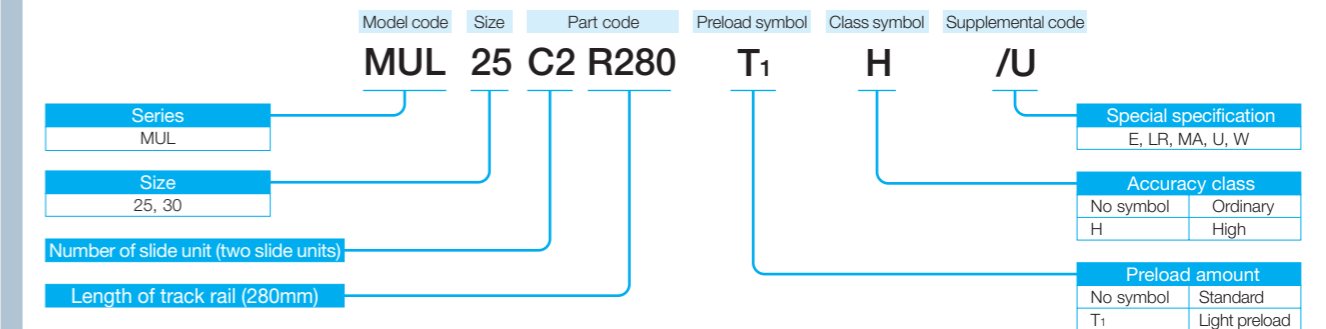 Model code Size Part code Preload symbol Class symbol Supplemental code
MUL 25 C2 R280 T1 H /U
Series
MUL
Size
25, 30
Number of slide unit (two slide units)
Length of track rail (280mm)
Special specification
E, LR, MA, U, W
Accuracy class
No symbol Ordinary
H High
Preload amount
No symbol Standard
T1 Light preload